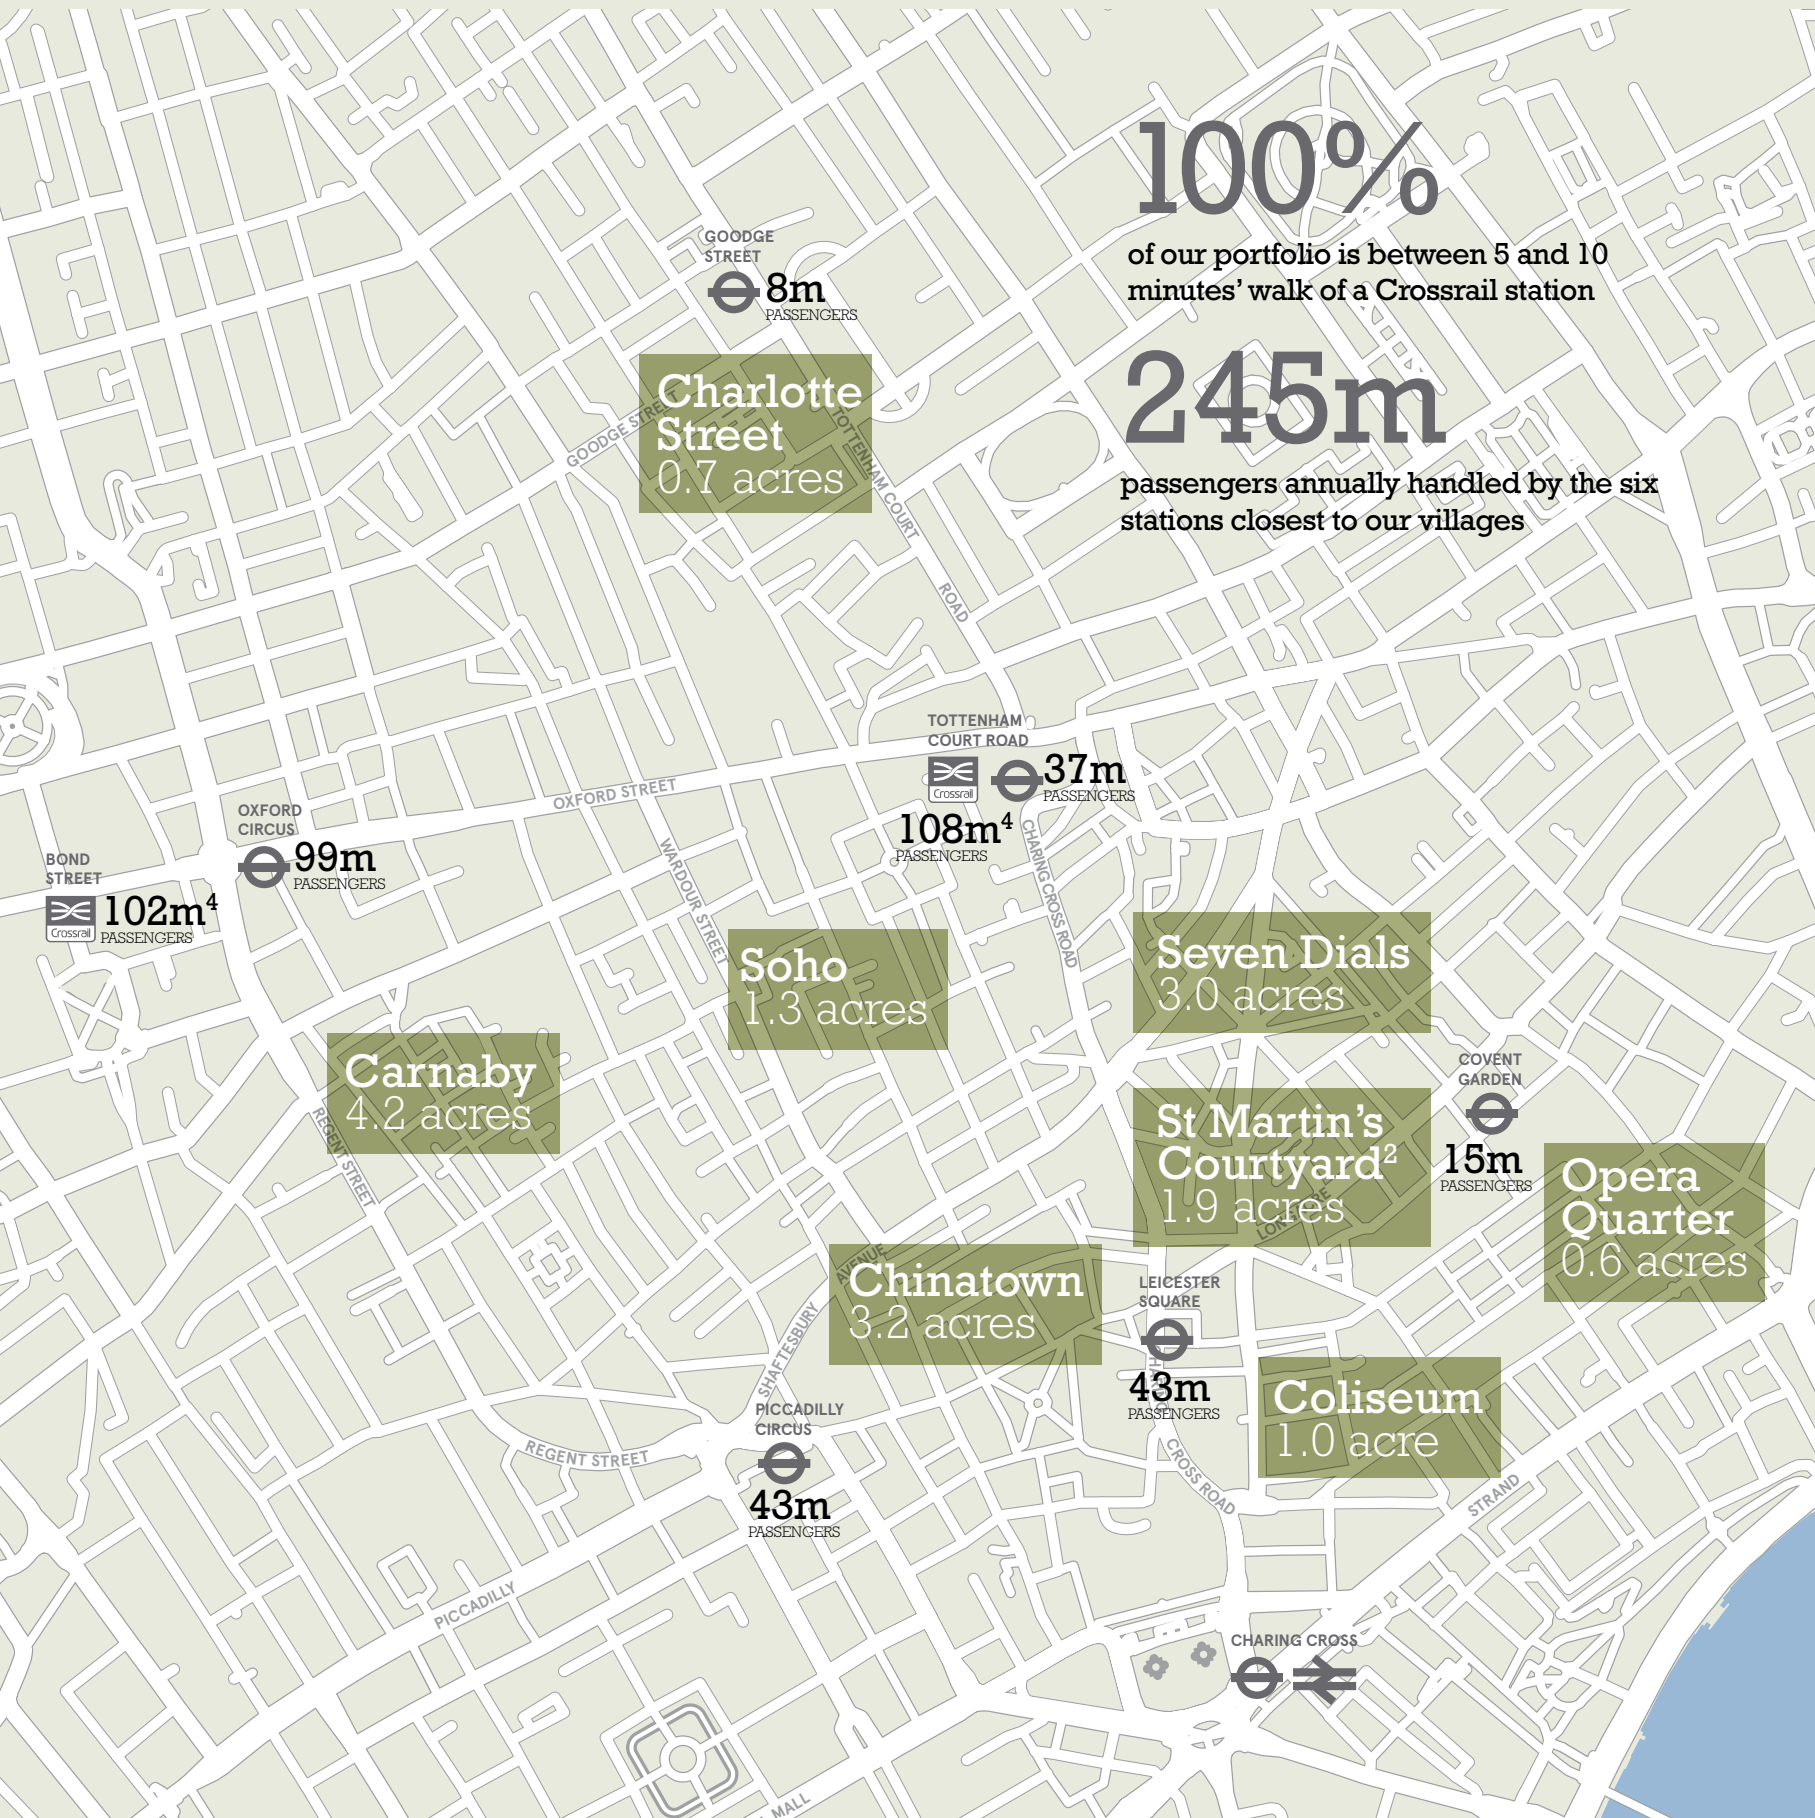 100%
of our portfolio is between 5 and 10
minutes' walk of a Crossrail station
245m
passengers annually handled by the six
stations closest to our villages
GOODGE
STREET
8m
PASSENGERS
Charlotte
Street
0.7 acres
GOODGE STREET
TOTTENHAM COURT
ROAD
TOTTENHAM
COURT ROAD
Crossrail
37m
PASSENGERS
108m⁴
PASSENGERS
OXFORD STREET
OXFORD
CIRCUS
99m
PASSENGERS
BOND
STREET
Crossrail
102m⁴
PASSENGERS
WARDOUR STREET
CHARING CROSS ROAD
Soho
1.3 acres
Seven Dials
3.0 acres
Carnaby
4.2 acres
REGENT STREET
COVENT
GARDEN
15m
PASSENGERS
St Martin's
Courtyard²
1.9 acres
Opera
Quarter
0.6 acres
AVENUE
Chinatown
3.2 acres
LEICESTER
SQUARE
43m
PASSENGERS
SHAFTESBURY
PICCADILLY
CIRCUS
43m
PASSENGERS
Coliseum
1.0 acre
REGENT STREET
CROSS ROAD
STRAND
PICCADILLY
CHARING CROSS
MALL